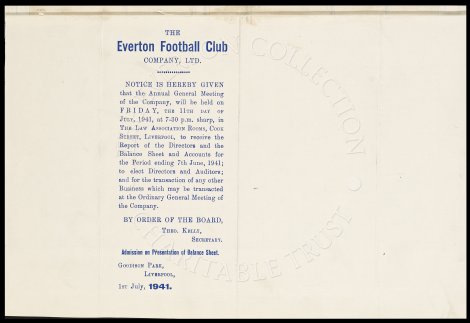 THE
Everton Football Club
COMPANY, LTD.
NOTICE IS HEREBY GIVEN
that the Annual General Meeting
of the Company, will be held on
FRIDAY, THE 11TH DAY OF
JULY, 1941, at 7-30 p.m. sharp, in
THE LAW ASSOCIATION ROOMS, COOK
STREET, LIVERPOOL, to receive the
Report of the Directors and the
Balance Sheet and Accounts for
the Period ending 7th June, 1941;
to elect Directors and Auditors;
and for the transaction of any other
Business which may be transacted
at the Ordinary General Meeting of
the Company.
BY ORDER OF THE BOARD,
THEO. KELLY,
SECRETARY.
Admission on Presentation of Balance Sheet.
GOODISON PARK,
LIVERPOOL,
1ST July, 1941.
COLLECTION
CHARITABLE TRUST